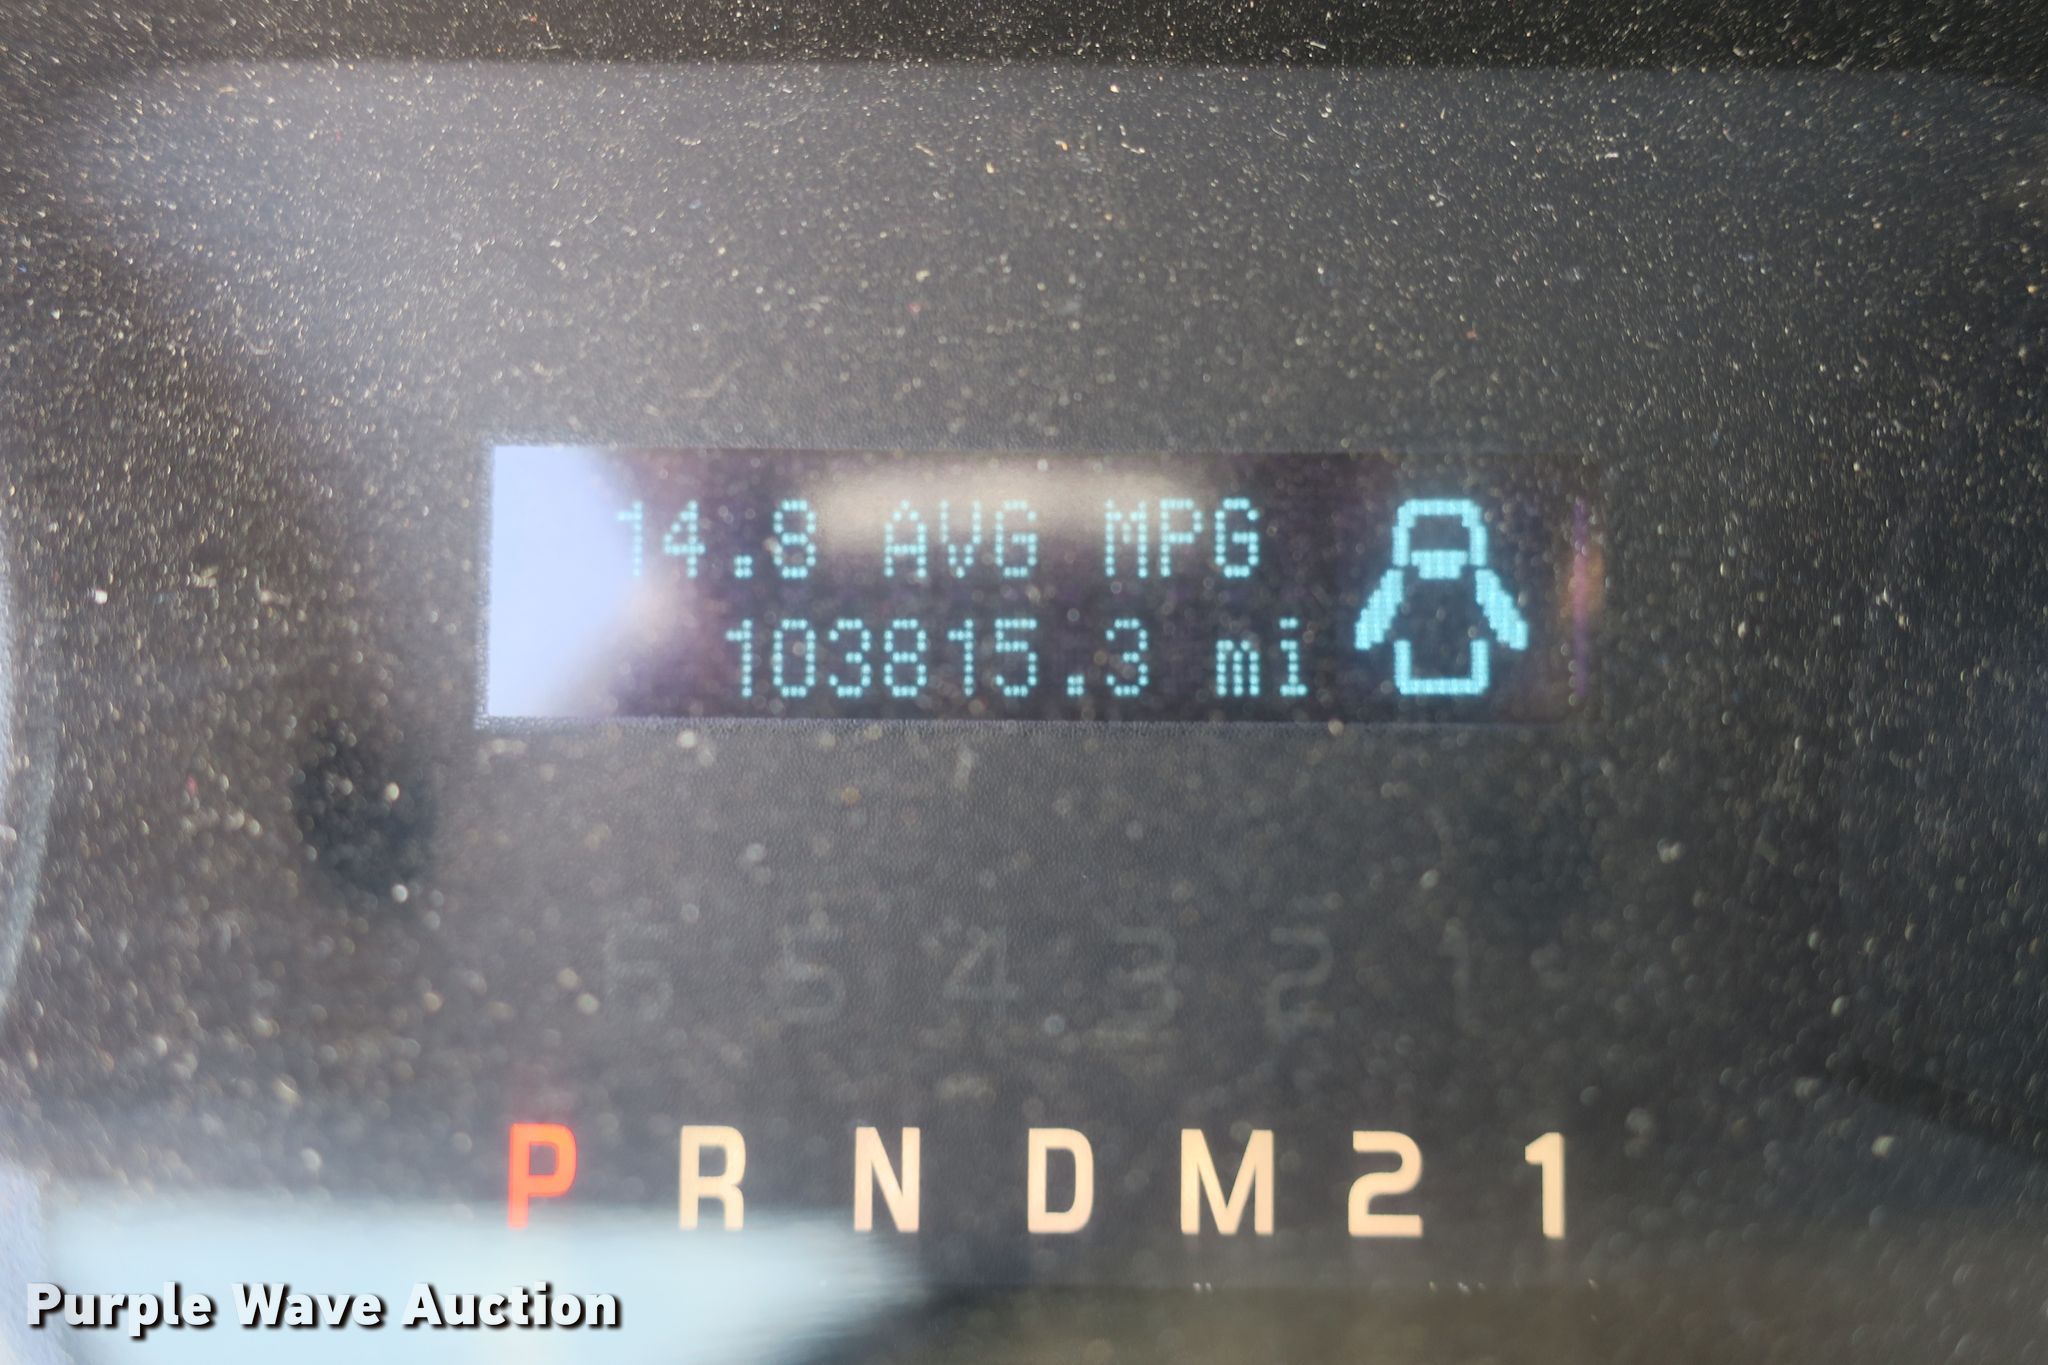 14.8 AVG MPG
103815.3 mi
6 5 4 3 2 1
P R N D M 2 1
Purple Wave Auction